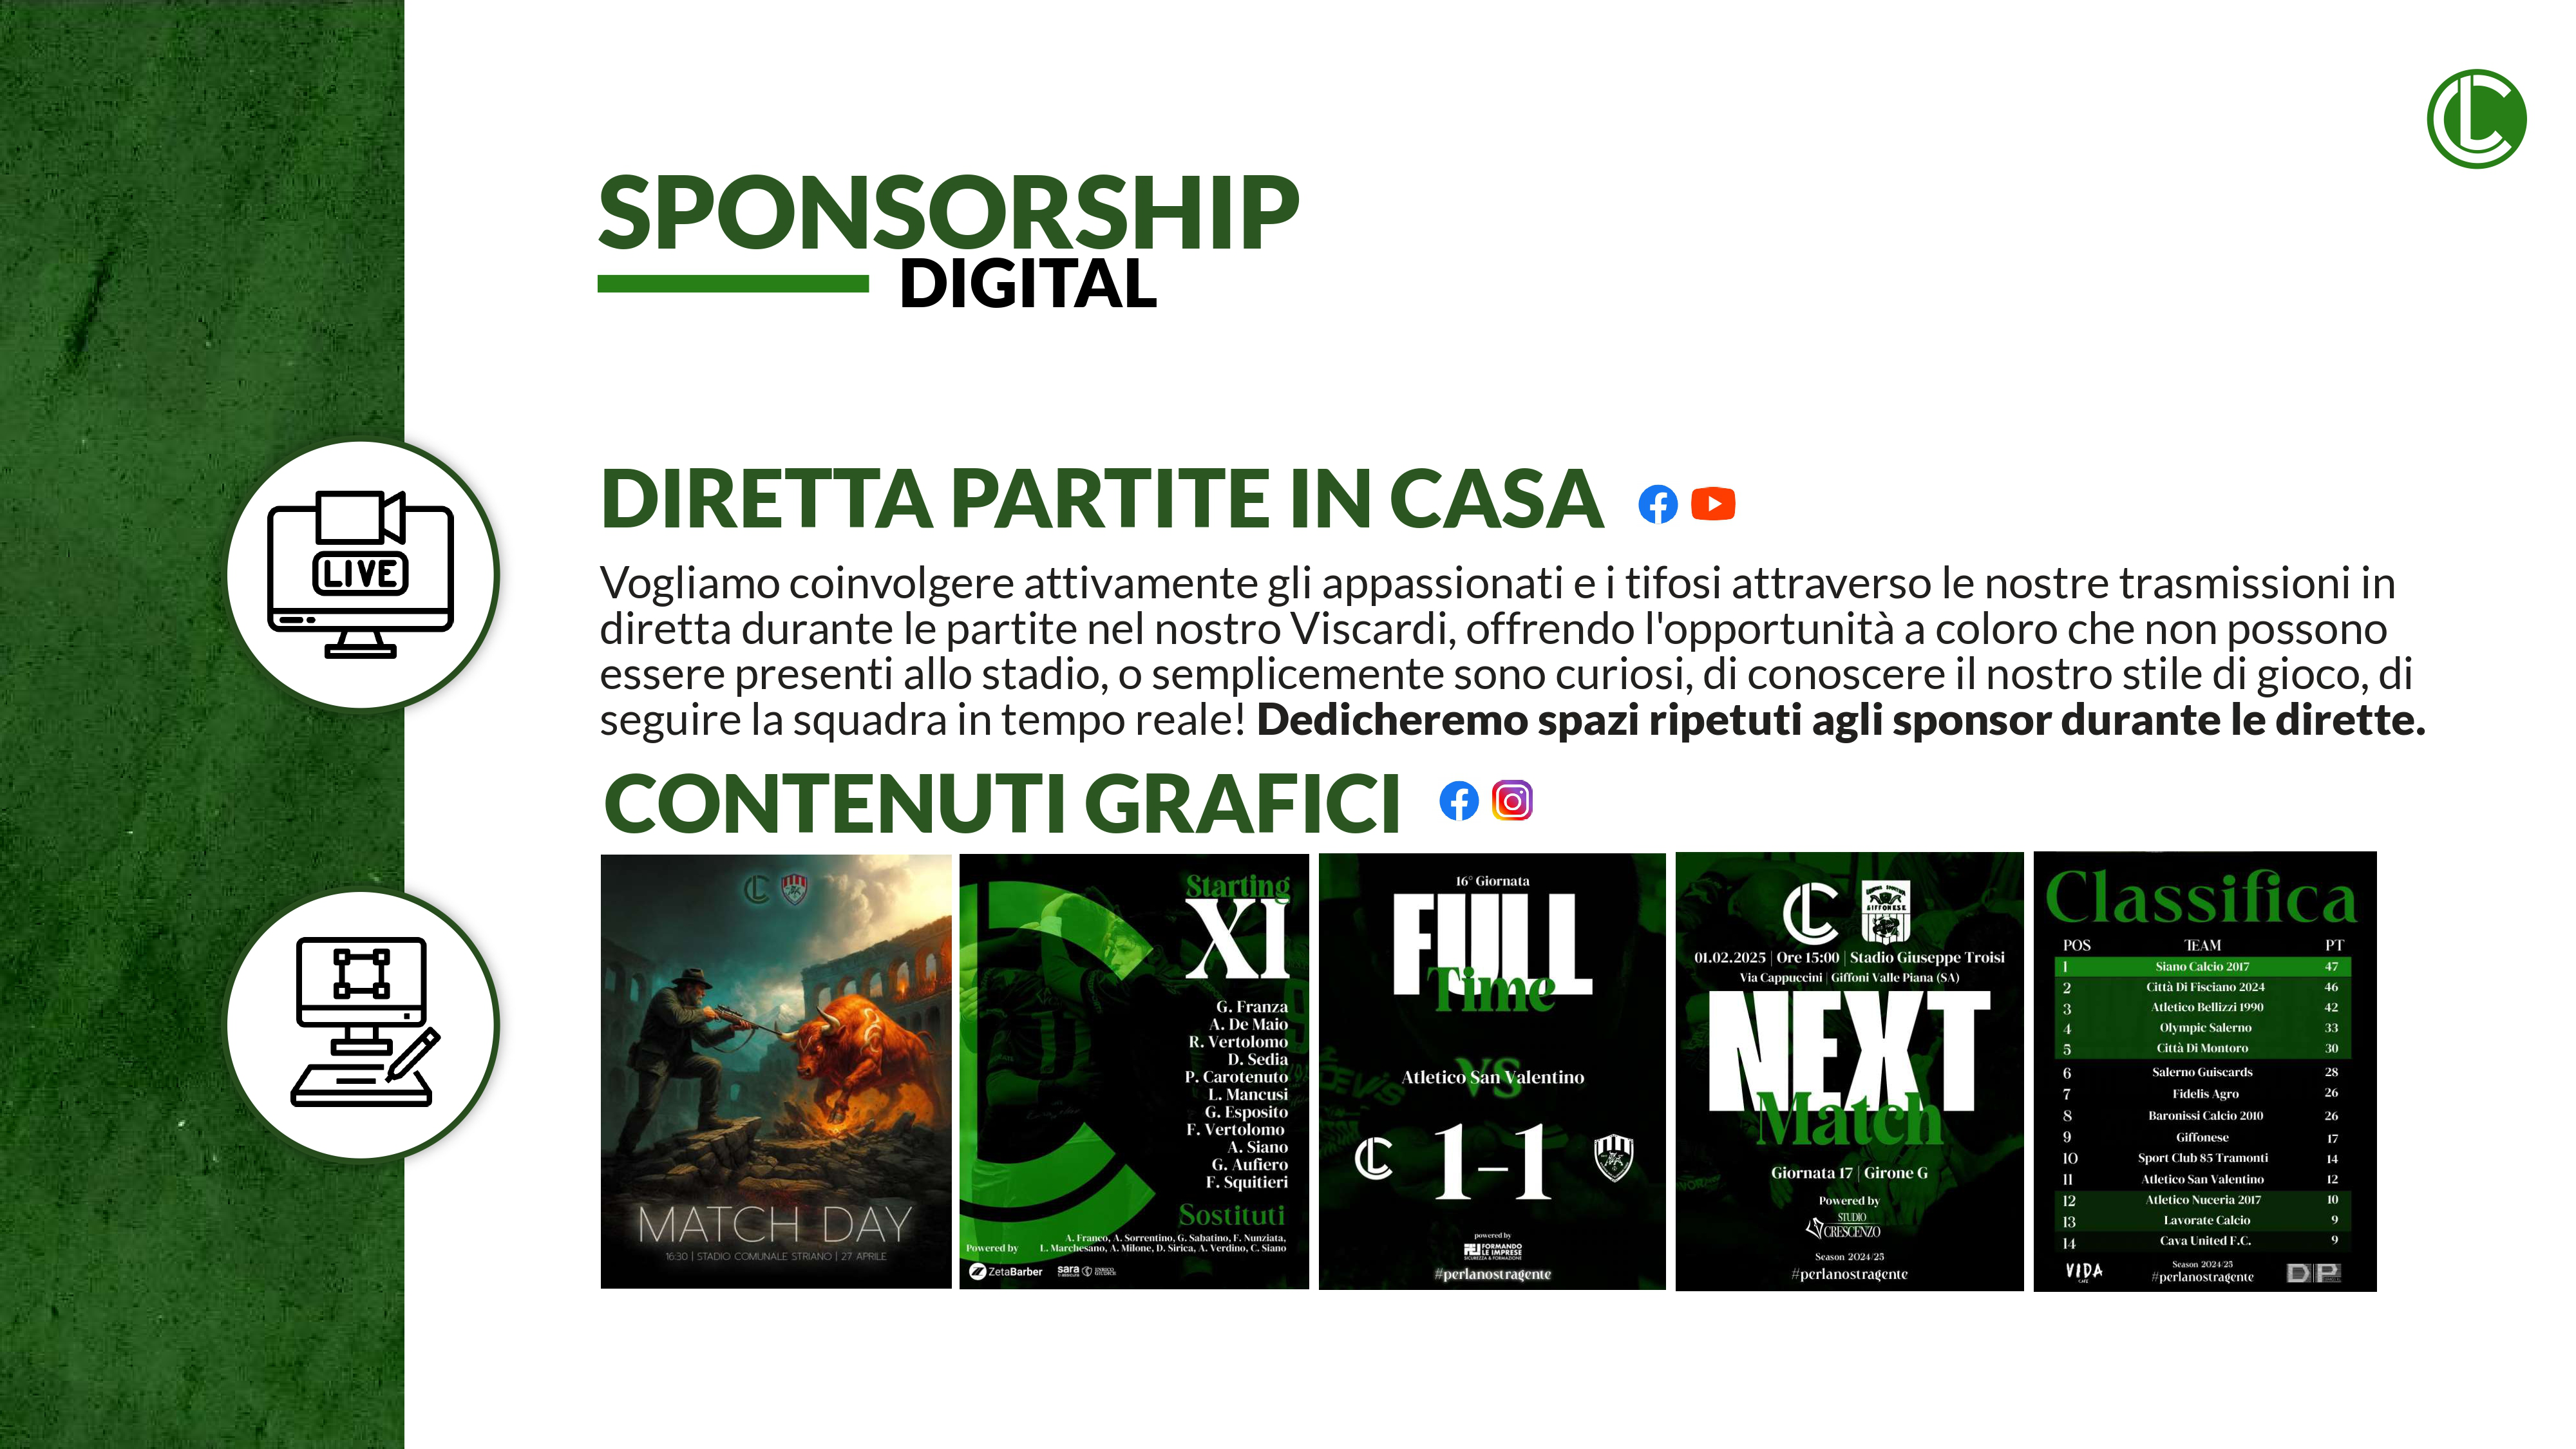 SPONSORSHIP
DIGITAL
LIVE
DIRETTA PARTITE IN CASA
Vogliamo coinvolgere attivamente gli appassionati e i tifosi attraverso le nostre trasmissioni in
diretta durante le partite nel nostro Viscardi, offrendo l'opportunità a coloro che non possono
essere presenti allo stadio, o semplicemente sono curiosi, di conoscere il nostro stile di gioco, di
seguire la squadra in tempo reale! Dedicheremo spazi ripetuti agli sponsor durante le dirette.
CONTENUTI GRAFICI
MATCH DAY
16:30 | STADIO COMUNALE STRIANO | 27 APRILE
Starting
XI
G. Franza
A. De Maio
R. Vertolomo
D. Sedia
P. Carotenuto
L. Mancusi
G. Esposito
F. Vertolomo
A. Siano
G. Aufiero
F. Squitieri
Sostituti
A. Franco, A. Sorrentino, G. Sabatino, F. Nunziata,
L. Marchesano, A. Milone, D. Sirica, A. Verdino, C. Siano
Powered by
ZetaBarber
sara
16° Giornata
FULL
Time
VS
Atletico San Valentino
1-1
powered by
FORMANDO
LE IMPRESE
SICUREZZA & FORMAZIONE
#perlanostragente
GIFFONESE
01.02.2025 | Ore 15:00 | Stadio Giuseppe Troisi
Via Cappuccini | Giffoni Valle Piana (SA)
NEXT
Match
Giornata 17 | Girone G
Powered by
STUDIO
CRESCENZO
Season 2024/25
#perlanostragente
Classifica
POS TEAM PT
1 Siano Calcio 2017 47
2 Città Di Fisciano 2024 46
3 Atletico Bellizzi 1990 42
4 Olympic Salerno 33
5 Città Di Montoro 30
6 Salerno Guiscards 28
7 Fidelis Agro 26
8 Baronissi Calcio 2010 26
9 Giffonese 17
10 Sport Club 85 Tramonti 14
11 Atletico San Valentino 12
12 Atletico Nuceria 2017 10
13 Lavorate Calcio 9
14 Cava United F.C. 9
VIDA
Season 2024/25
#perlanostragente
DP